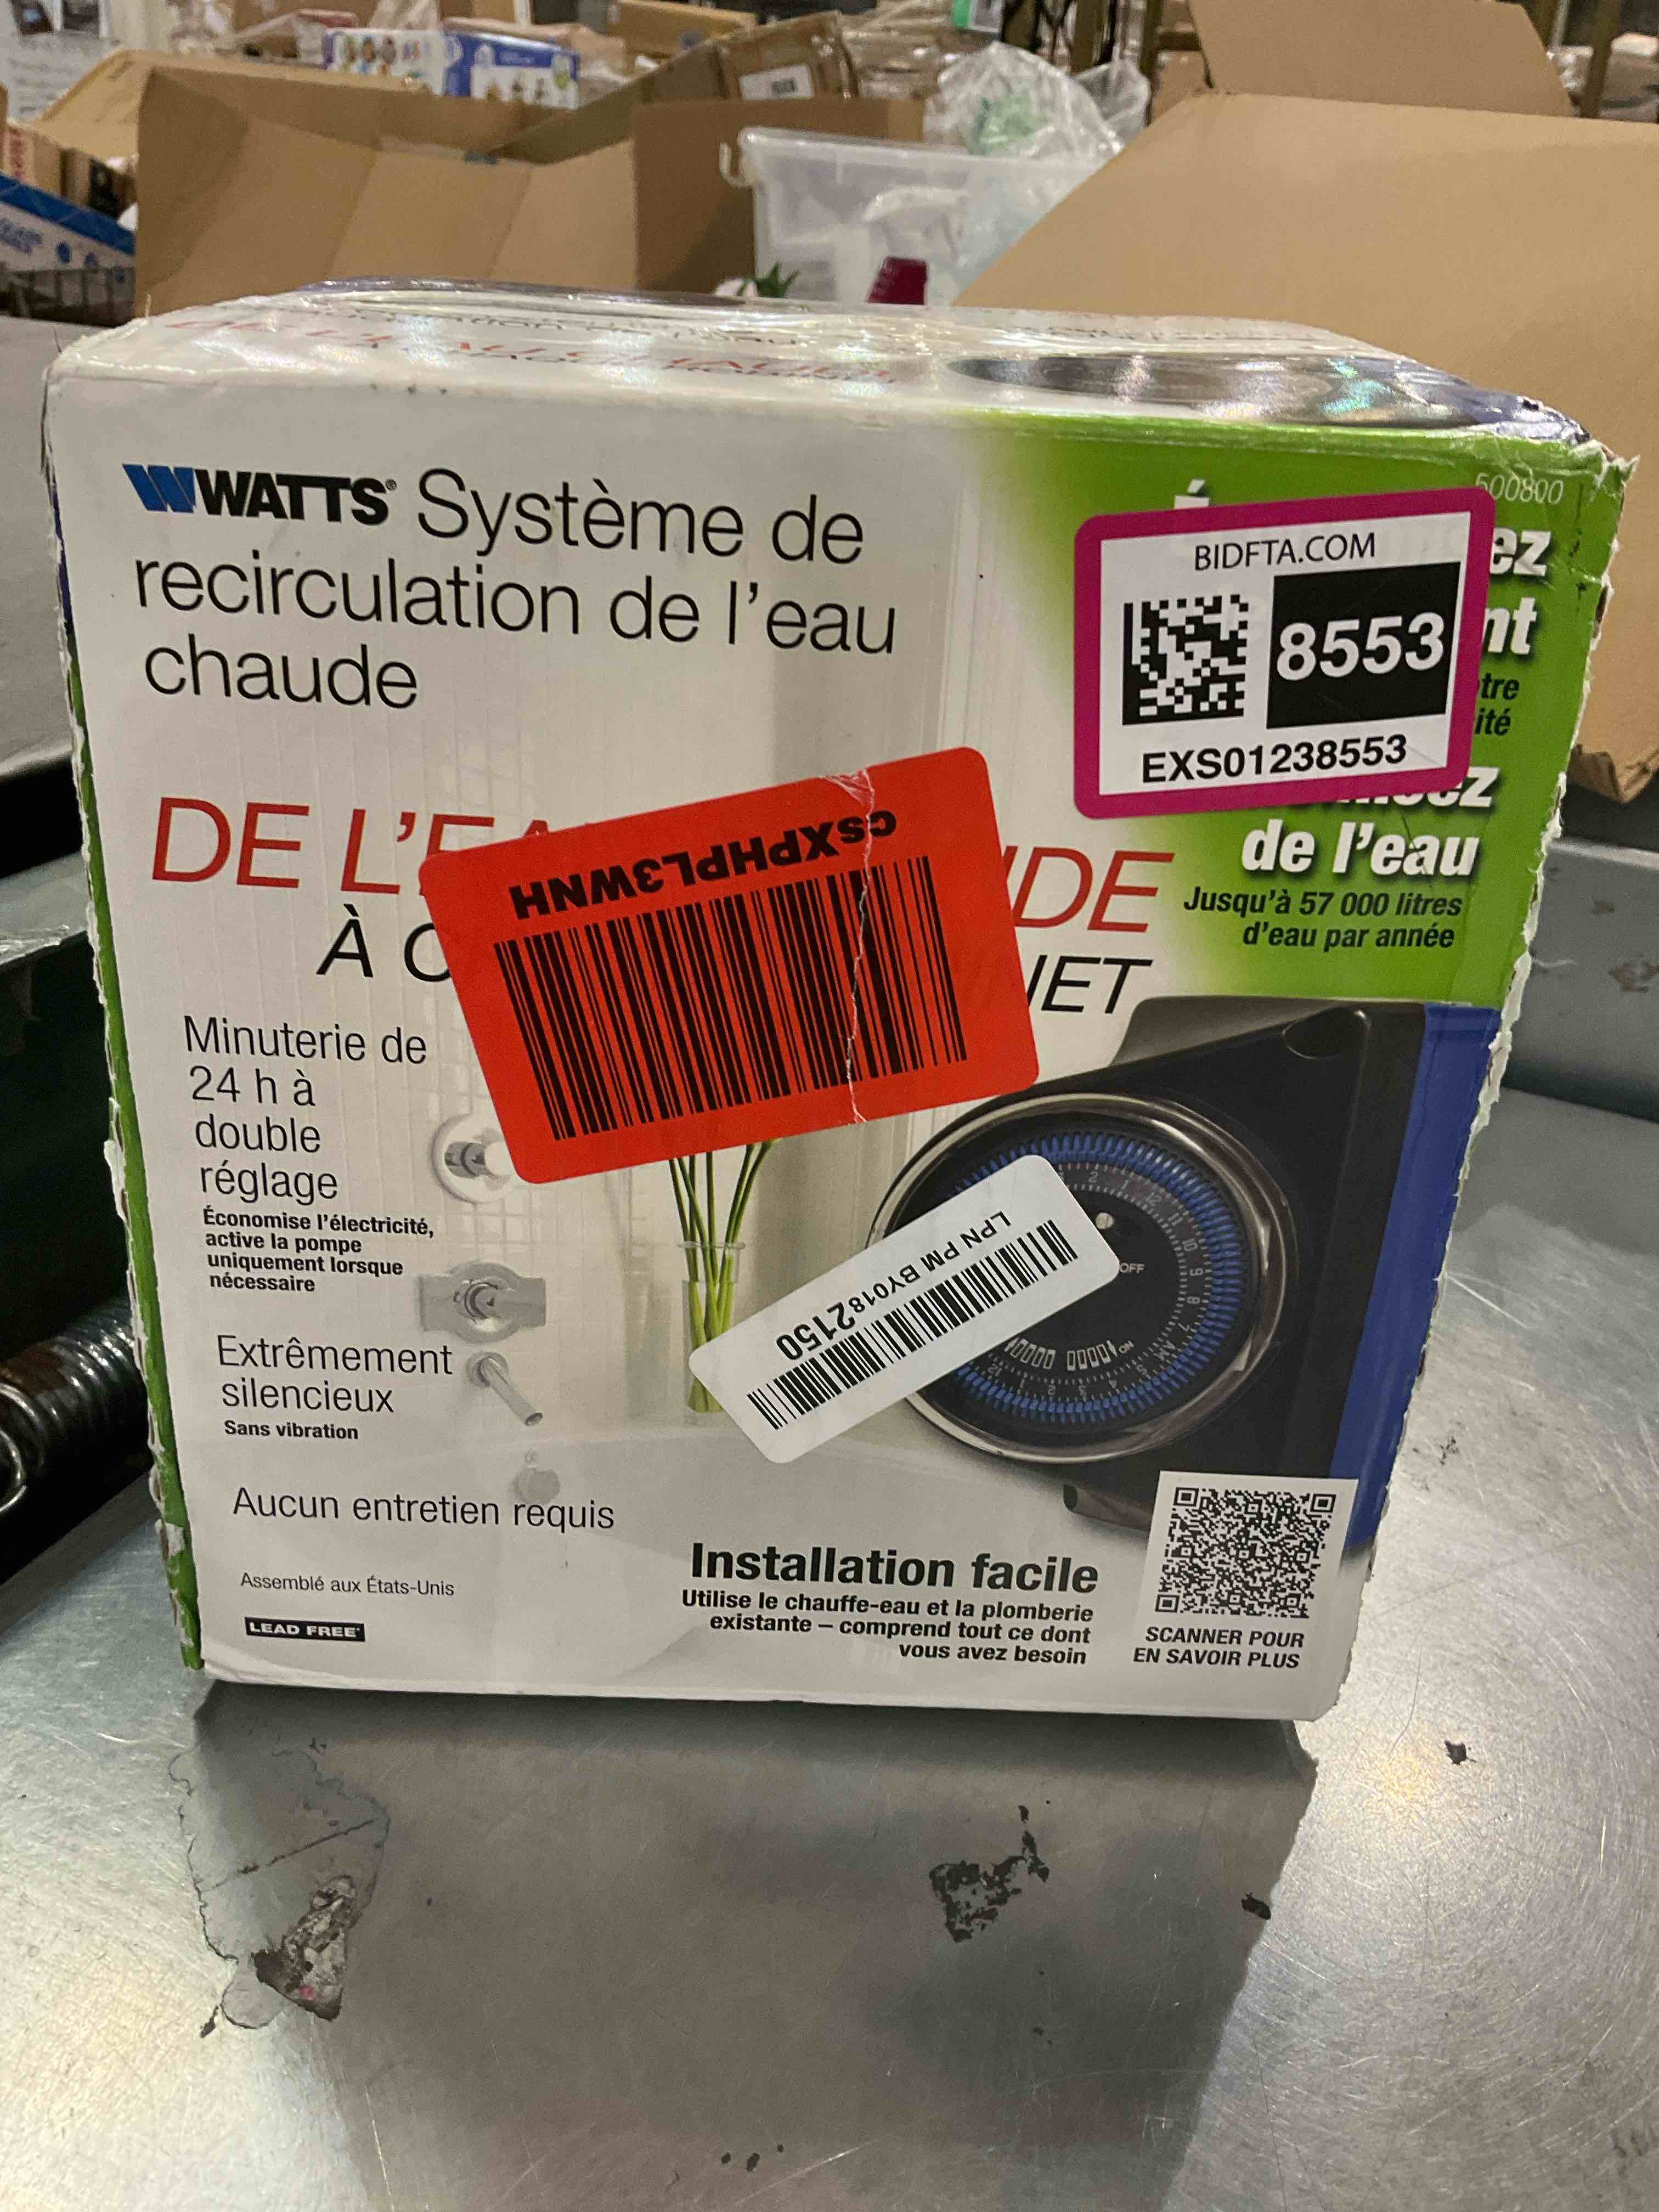 WATTS® Système de
recirculation de l'eau
chaude
500800
BIDFTA.COM
8553
EXS01238553
de l'eau
Jusqu'à 57 000 litres
d'eau par année
DE L'
À
csXPHPL3WNH
Minuterie de
24 h à
double
réglage
Économise l'électricité,
active la pompe
uniquement lorsque
nécessaire
LPN PM BY0182150
OFF
ON
Extrêmement
silencieux
Sans vibration
Aucun entretien requis
Assemblé aux États-Unis
LEAD FREE*
Installation facile
Utilise le chauffe-eau et la plomberie
existante – comprend tout ce dont
vous avez besoin
SCANNER POUR
EN SAVOIR PLUS